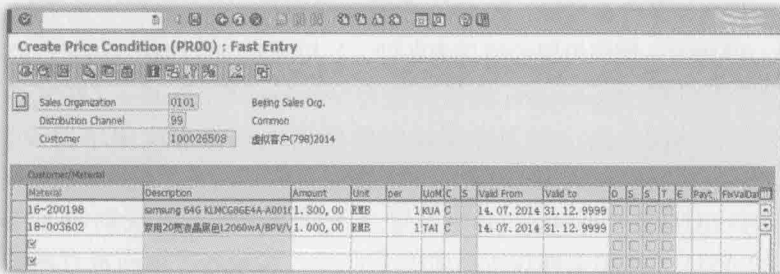 Create Price Condition (PR00) : Fast Entry
Sales Organization 0101 Beijing Sales Org.
Distribution Channel 99 Common
Customer 100026508 虚拟客户(798)2014
Customer/Material
Material Description Amount Unit per UoM C S Valid From Valid to O S S T E Payt FixValDat
16-200198 samsung 64G KLMCG8GE4A-A001 1.300,00 RMB 1 KUA C 14.07.2014 31.12.9999
18-003602 1.000,00 RMB 1 TAI C 14.07.2014 31.12.9999